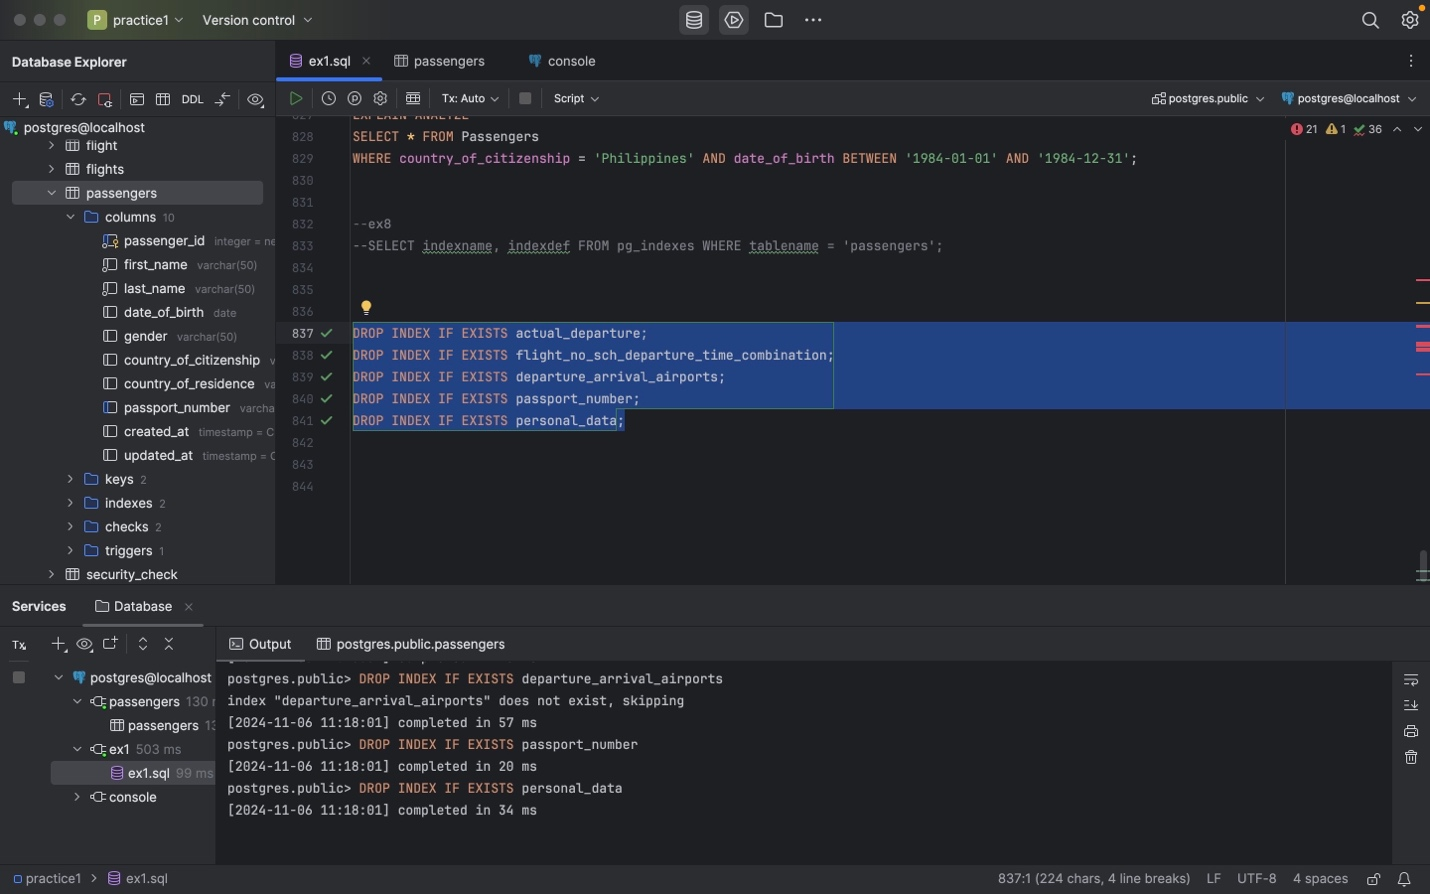 P practice1
Version control
Database Explorer
ex1.sql
passengers
console
DDL
Tx: Auto
Script
postgres.public
postgres@localhost
postgres@localhost
flight
flights
passengers
columns 10
passenger_id integer = ne
first_name varchar(50)
last_name varchar(50)
date_of_birth date
gender varchar(50)
country_of_citizenship v
country_of_residence va
passport_number varcha
created_at timestamp = C
updated_at timestamp = C
keys 2
indexes 2
checks 2
triggers 1
security_check
21 1 36
827 EXPLAIN ANALYZE
828 SELECT * FROM Passengers
829 WHERE country_of_citizenship = 'Philippines' AND date_of_birth BETWEEN '1984-01-01' AND '1984-12-31';
830
831
832 --ex8
833 --SELECT indexname, indexdef FROM pg_indexes WHERE tablename = 'passengers';
834
835
836
837 DROP INDEX IF EXISTS actual_departure;
838 DROP INDEX IF EXISTS flight_no_sch_departure_time_combination;
839 DROP INDEX IF EXISTS departure_arrival_airports;
840 DROP INDEX IF EXISTS passport_number;
841 DROP INDEX IF EXISTS personal_data;
842
843
844
Services
Database
Tx
postgres@localhost
passengers 130
passengers 13
ex1 503 ms
ex1.sql 99 ms
console
Output
postgres.public.passengers
postgres.public> DROP INDEX IF EXISTS departure_arrival_airports
index "departure_arrival_airports" does not exist, skipping
[2024-11-06 11:18:01] completed in 57 ms
postgres.public> DROP INDEX IF EXISTS passport_number
[2024-11-06 11:18:01] completed in 20 ms
postgres.public> DROP INDEX IF EXISTS personal_data
[2024-11-06 11:18:01] completed in 34 ms
practice1 > ex1.sql
837:1 (224 chars, 4 line breaks)
LF
UTF-8
4 spaces